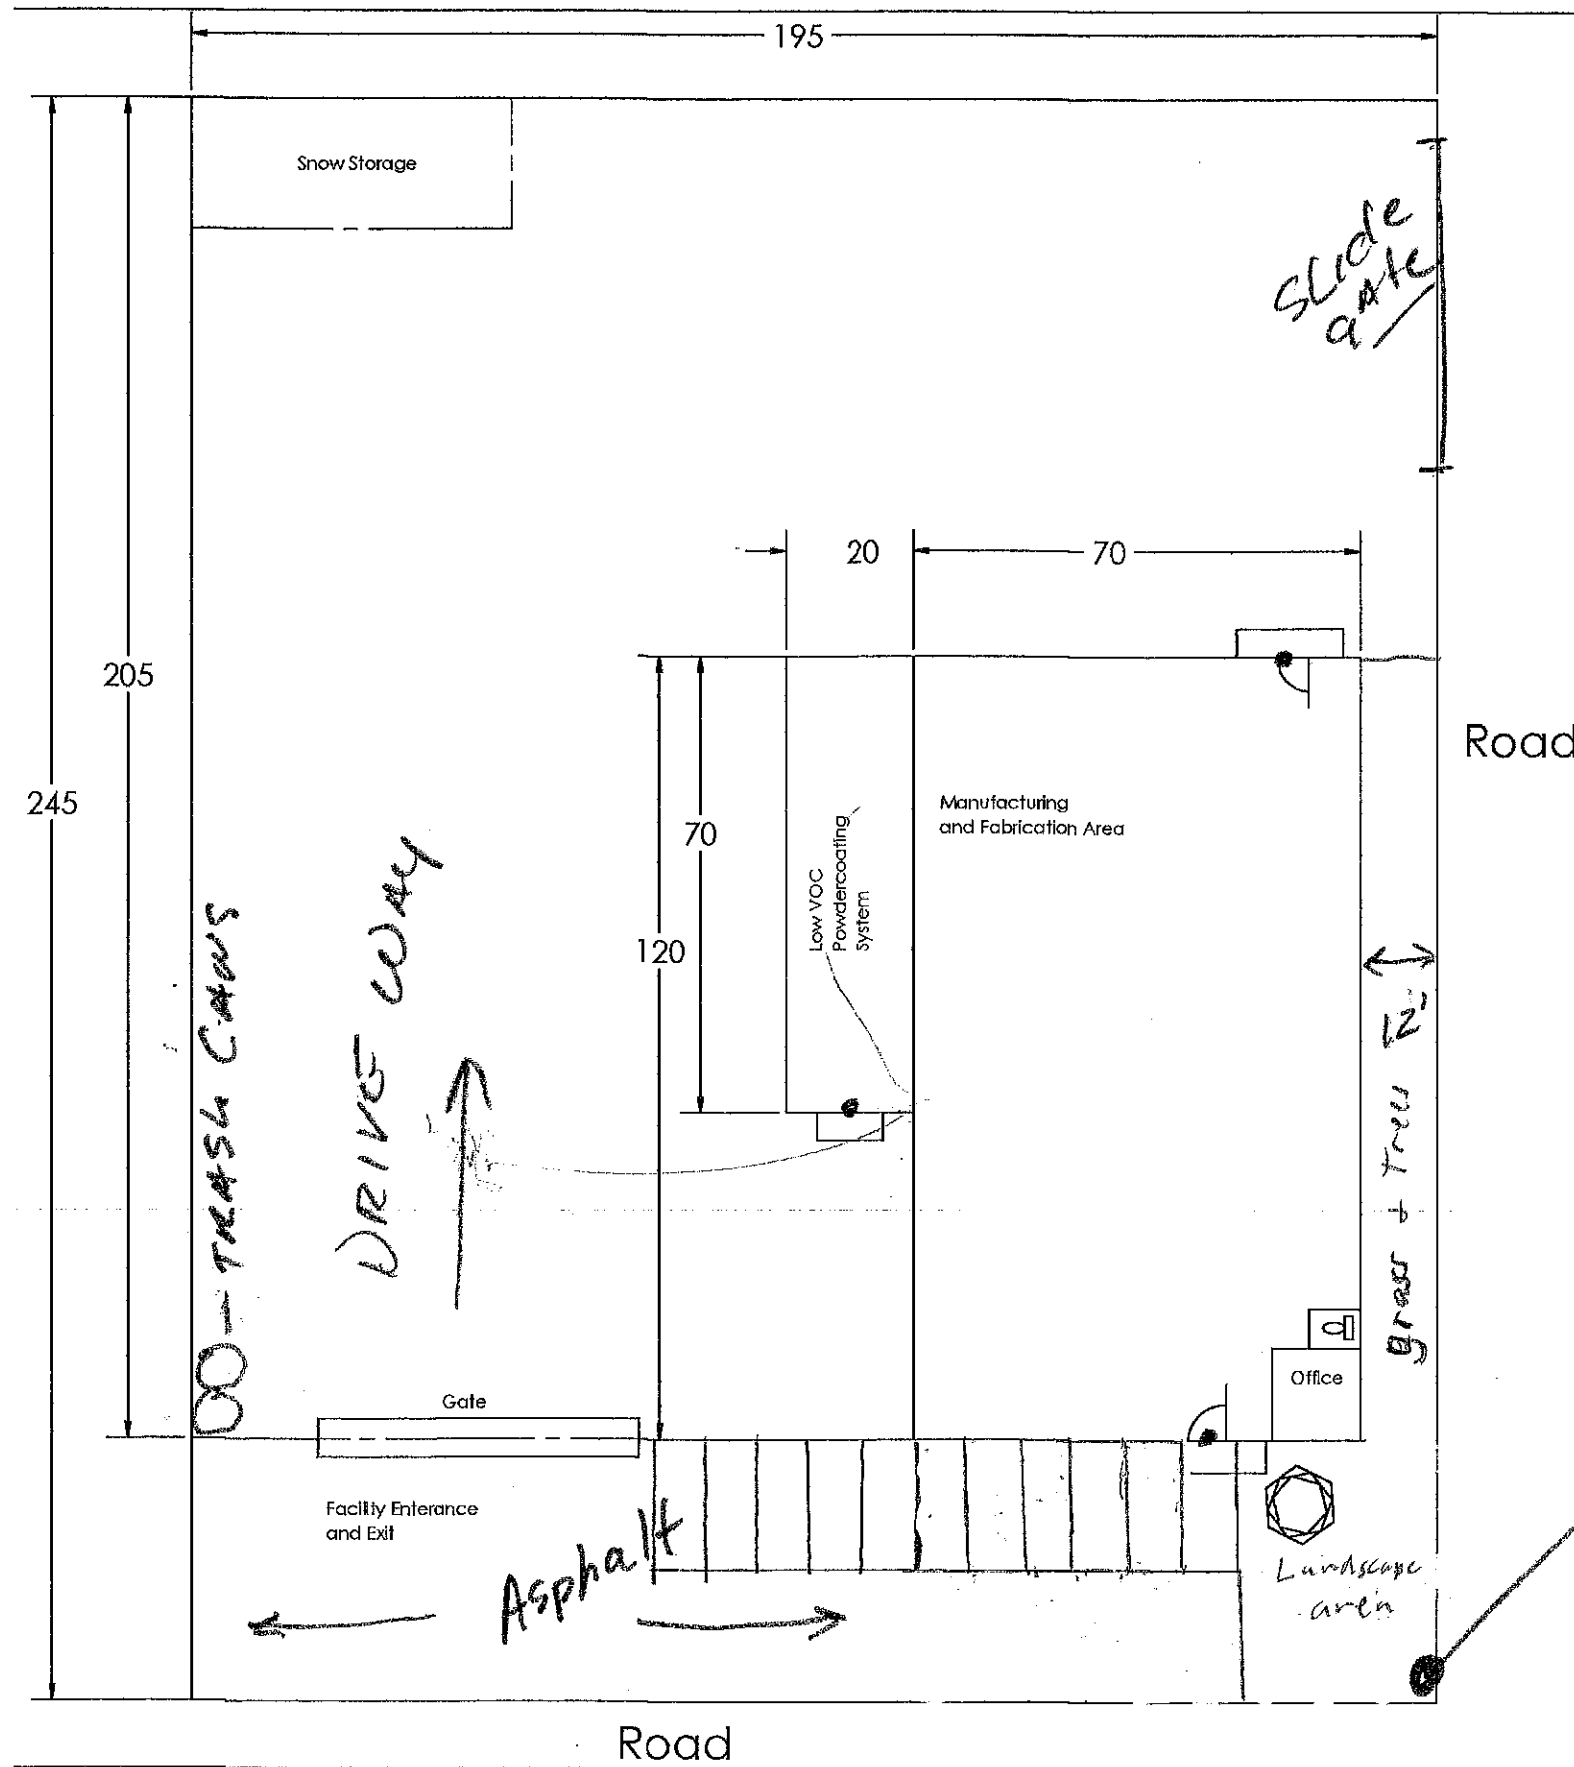 195
Snow Storage
SLIDE
GATE
20
70
205
Road
245
Manufacturing
and Fabrication Area
70
Low VOC
Powdercoating
System
120
DRIVE WAY
OO-TRASH CANS
grass + Trees 12'
Office
Gate
Facility Enterance
and Exit
Asphalt
Landscape
area
Road